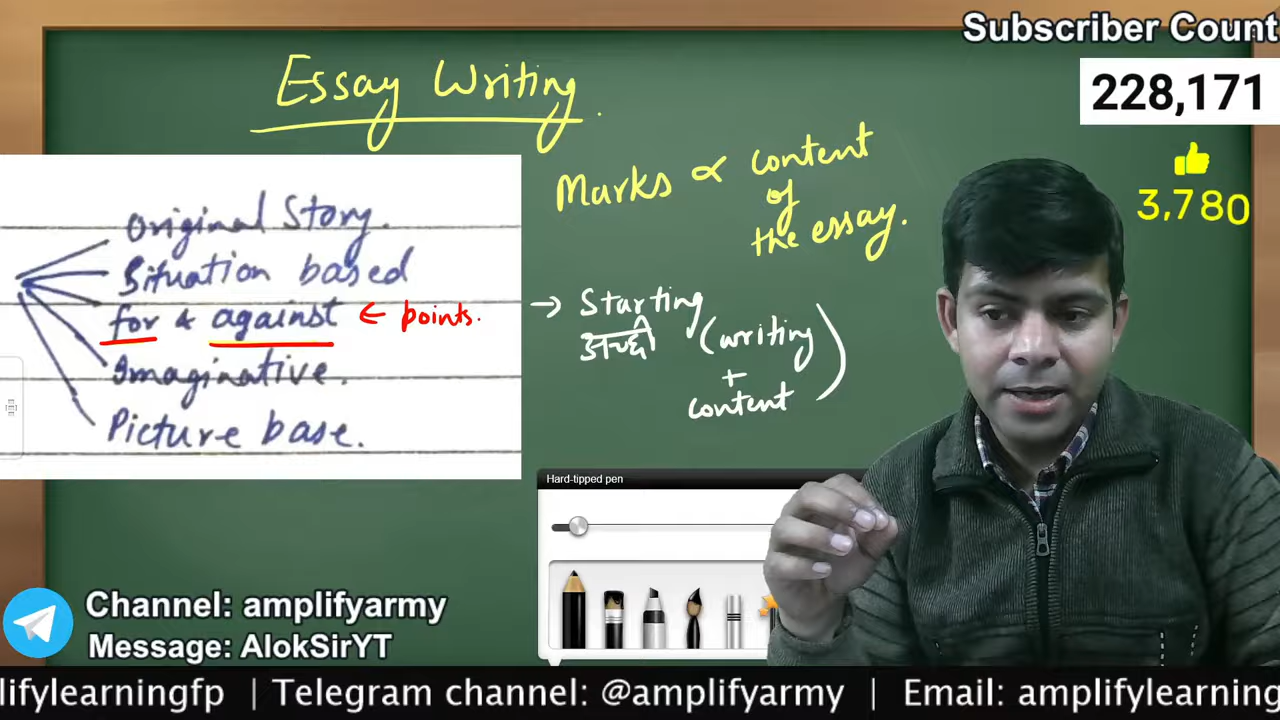 Subscriber Count
228,171
3,780
Essay Writing.
Marks ∝ content
of
the essay.
Original Story.
Situation based
for & against ← points.
Imaginative.
Picture base.
→ Starting
अच्छी (writing
+
content)
Hard-tipped pen
Channel: amplifyarmy
Message: AlokSirYT
lifylearningfp | Telegram channel: @amplifyarmy | Email: amplifylearning